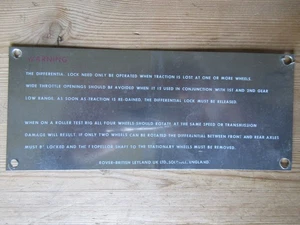 WARNING
THE DIFFERENTIAL LOCK NEED ONLY BE OPERATED WHEN TRACTION IS LOST AT ONE OR MORE WHEELS.
WIDE THROTTLE OPENINGS SHOULD BE AVOIDED WHEN IT IS USED IN CONJUNCTION WITH 1ST AND 2ND GEAR
LOW RANGE. AS SOON AS TRACTION IS RE-GAINED, THE DIFFERENTIAL LOCK MUST BE RELEASED.
WHEN ON A ROLLER TEST RIG ALL FOUR WHEELS SHOULD ROTATE AT THE SAME SPEED OR TRANSMISSION
DAMAGE WILL RESULT. IF ONLY TWO WHEELS CAN BE ROTATED THE DIFFERENTIAL BETWEEN FRONT AND REAR AXLES
MUST BE LOCKED AND THE PROPELLOR SHAFT TO THE STATIONARY WHEELS MUST BE REMOVED.
ROVER-BRITISH LEYLAND UK LTD, SOLIHULL, ENGLAND